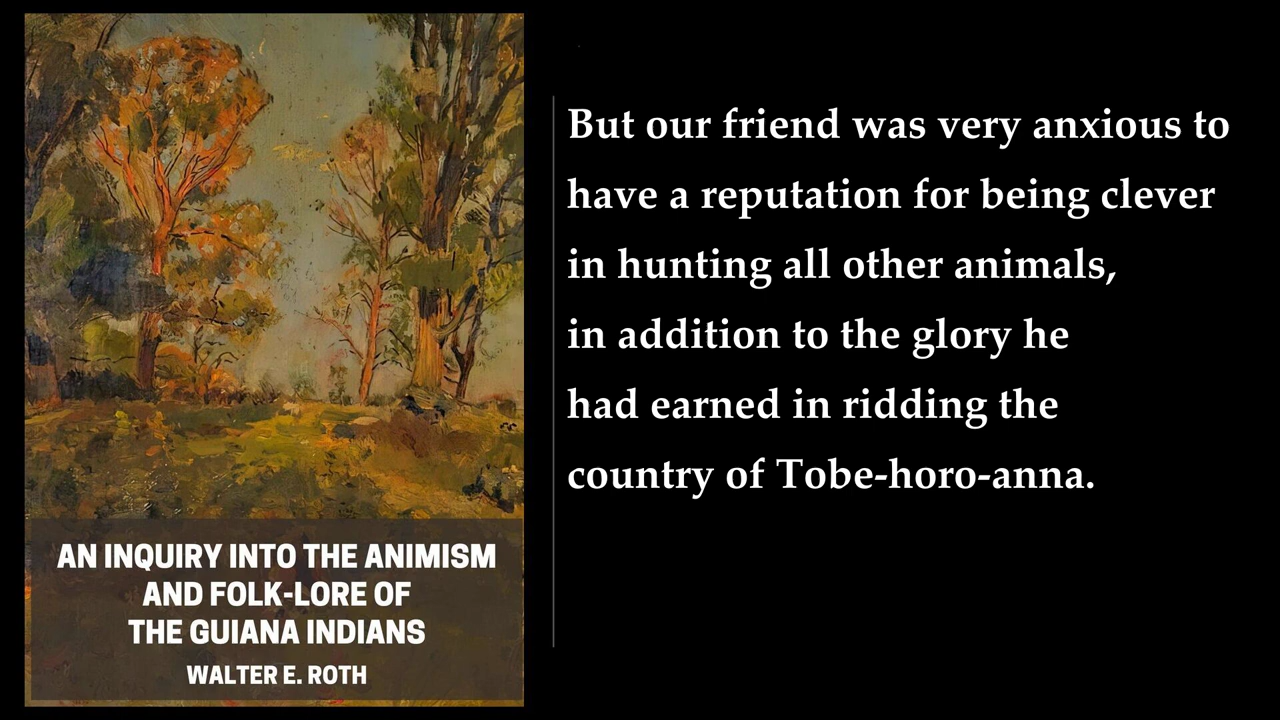 But our friend was very anxious to
have a reputation for being clever
in hunting all other animals,
in addition to the glory he
had earned in ridding the
country of Tobe-horo-anna.
AN INQUIRY INTO THE ANIMISM
AND FOLK-LORE OF
THE GUIANA INDIANS
WALTER E. ROTH